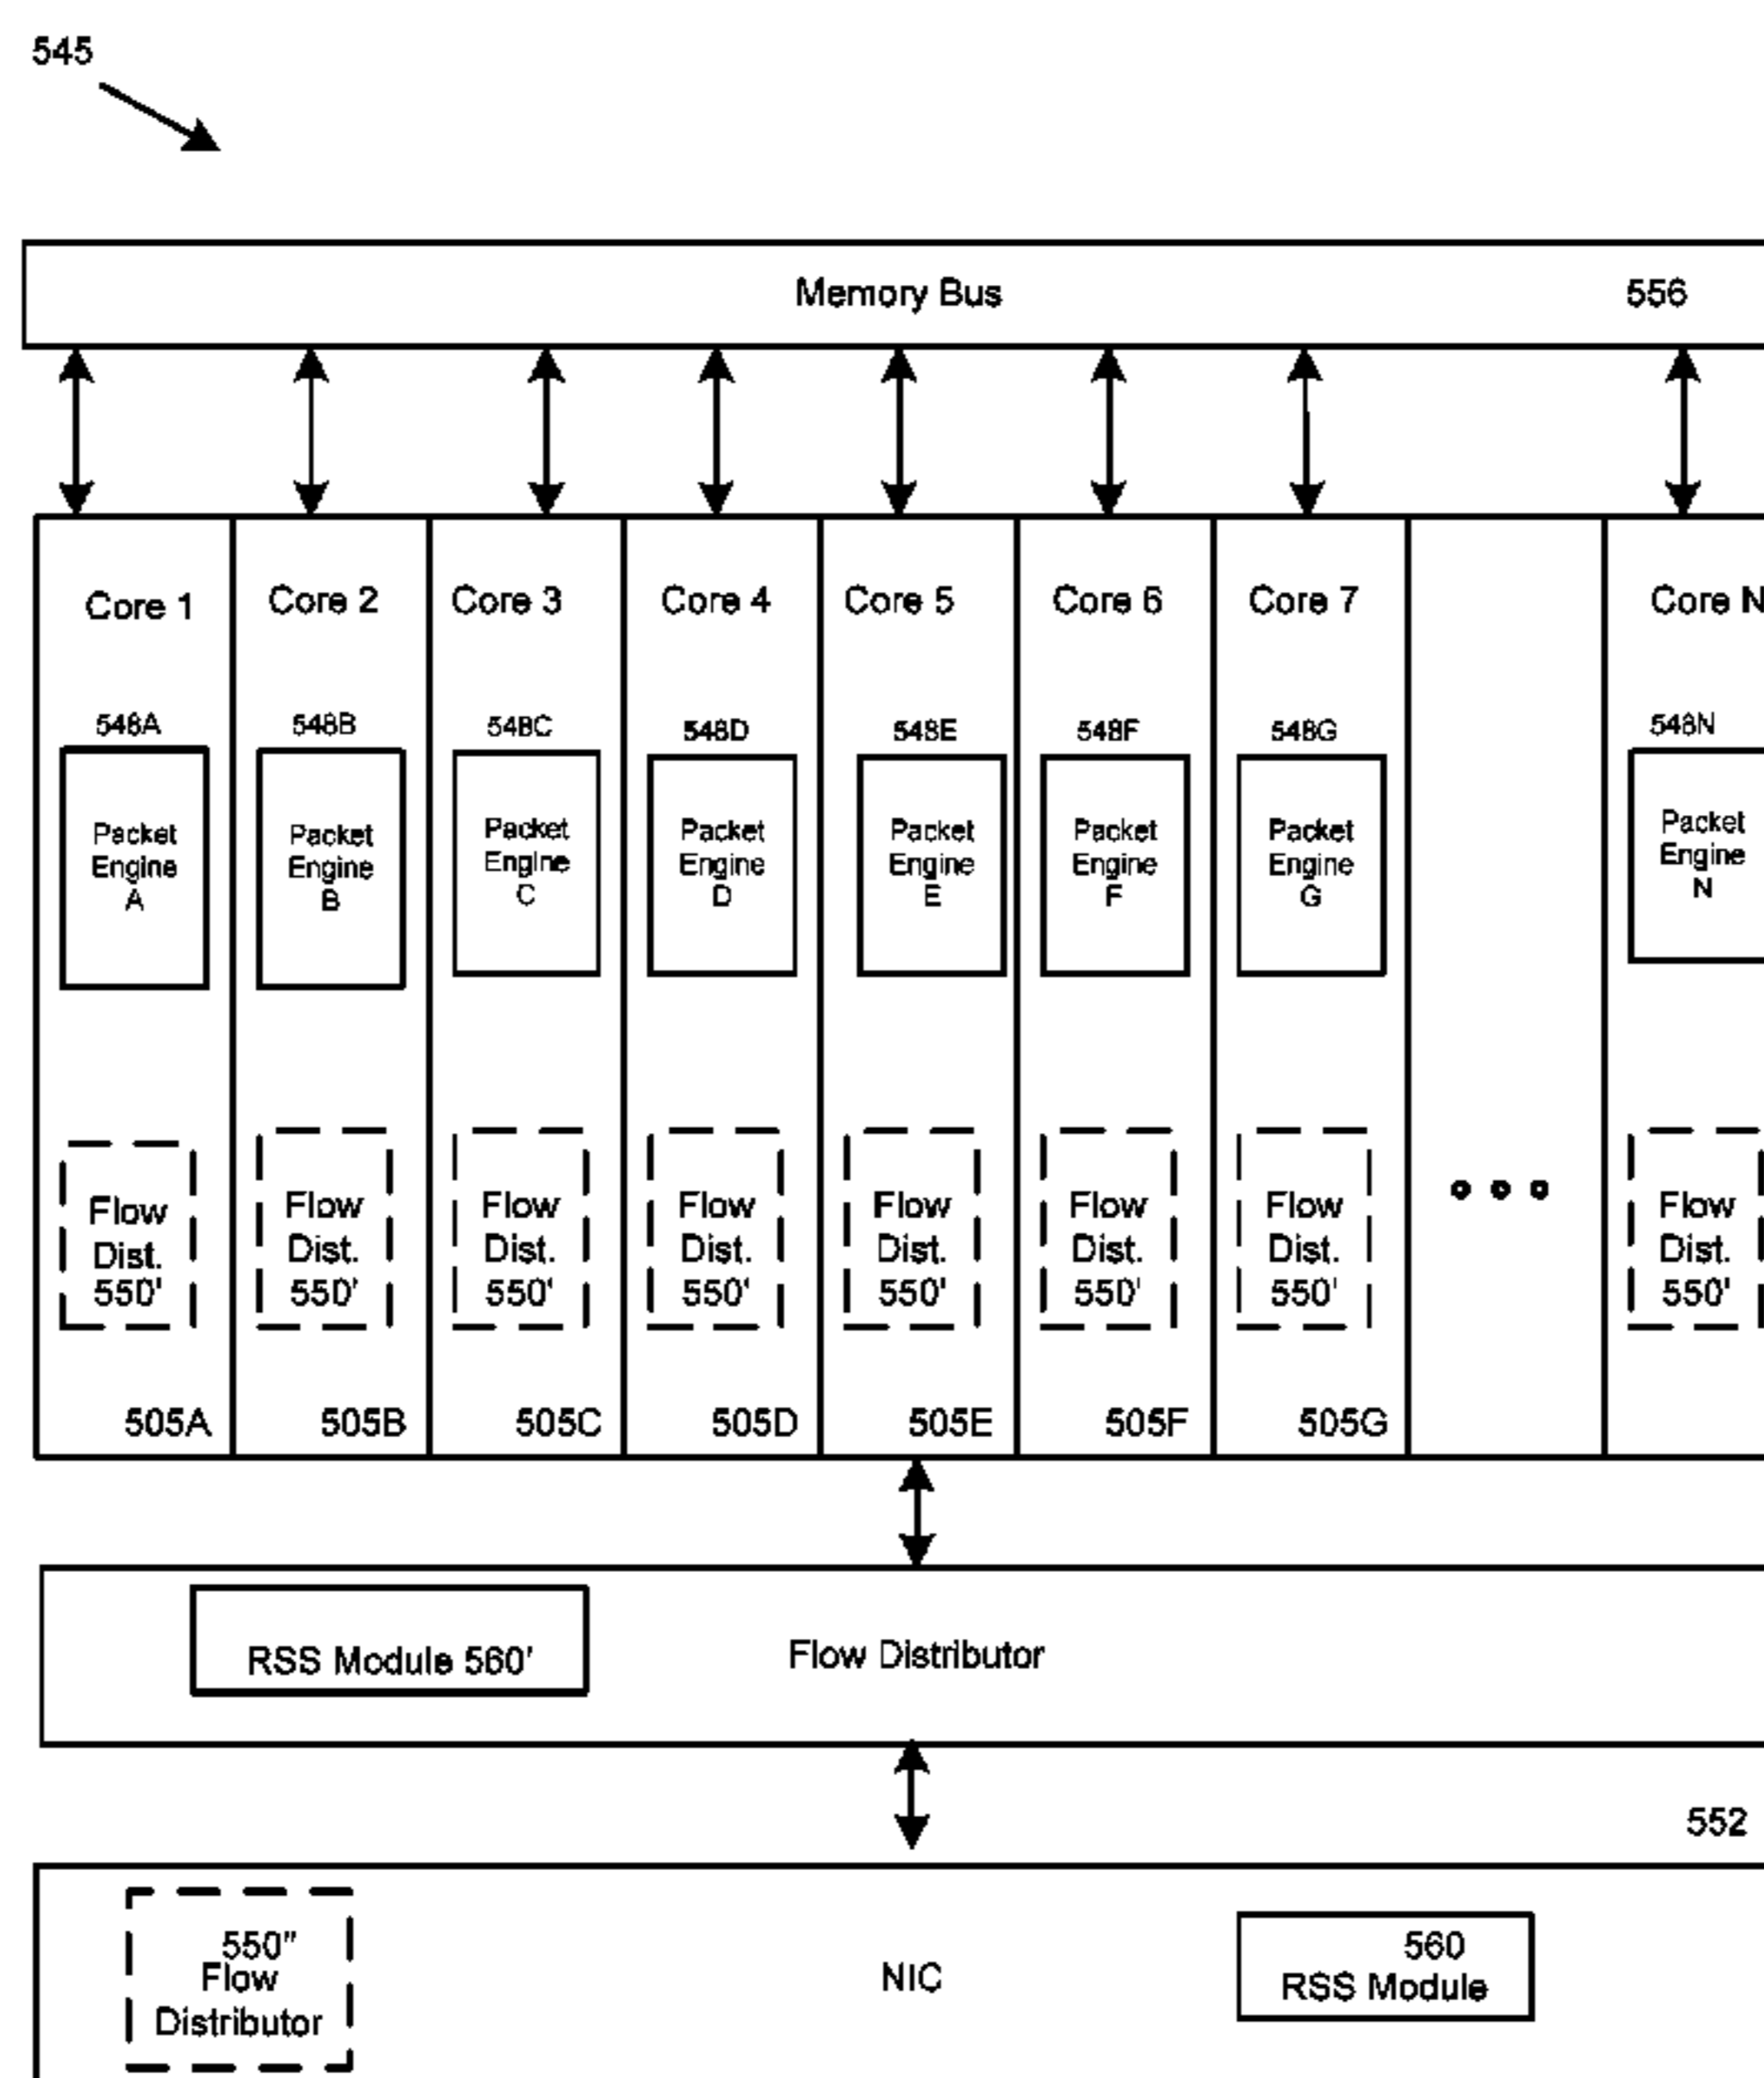 545
Memory Bus 556
Core 1 Core 2 Core 3 Core 4 Core 5 Core 6 Core 7 Core N
548A 548B 548C 548D 548E 548F 548G 548N
Packet Packet Packet Packet Packet Packet Packet Packet
Engine Engine Engine Engine Engine Engine Engine Engine
A B C D E F G N
Flow Flow Flow Flow Flow Flow Flow Flow
Dist. Dist. Dist. Dist. Dist. Dist. Dist. Dist.
550' 550' 550' 550' 550' 550' 550' 550'
505A 505B 505C 505D 505E 505F 505G
RSS Module 560' Flow Distributor
552
550"
Flow
Distributor
NIC
560
RSS Module